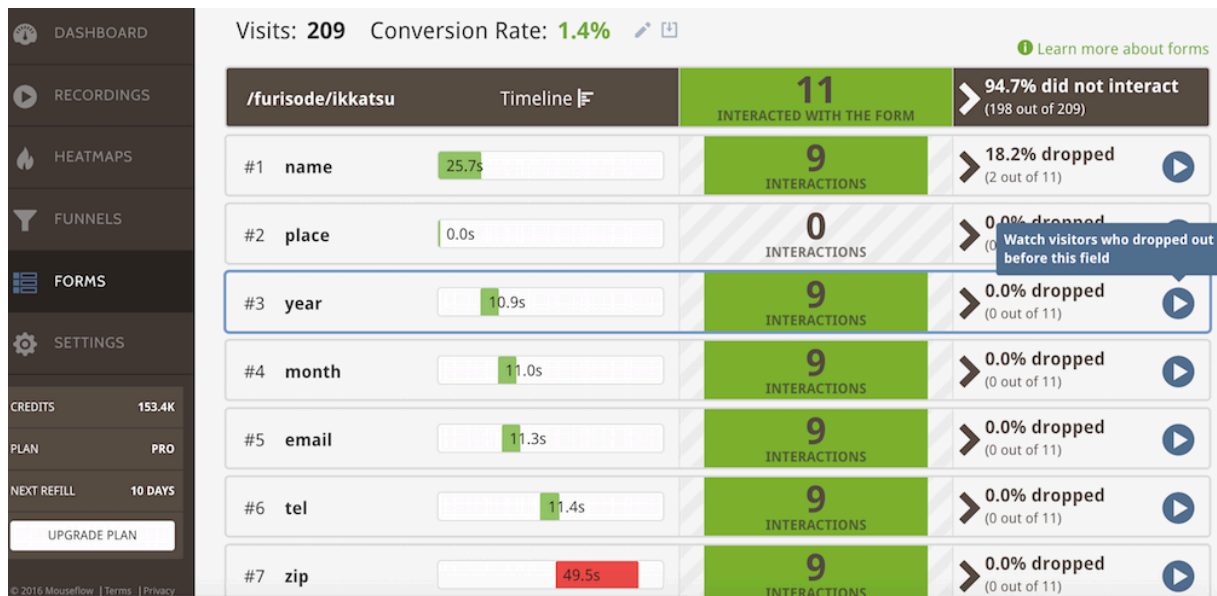 DASHBOARD
RECORDINGS
HEATMAPS
FUNNELS
FORMS
SETTINGS
CREDITS 153.4K
PLAN PRO
NEXT REFILL 10 DAYS
UPGRADE PLAN
© 2016 Mouseflow | Terms | Privacy
Visits: 209 Conversion Rate: 1.4%
Learn more about forms
/furisode/ikkatsu Timeline 11 INTERACTED WITH THE FORM 94.7% did not interact
(198 out of 209)
#1 name 25.7s 9 INTERACTIONS 18.2% dropped
(2 out of 11)
#2 place 0.0s 0 INTERACTIONS 0.0% dropped
Watch visitors who dropped out
before this field
#3 year 10.9s 9 INTERACTIONS 0.0% dropped
(0 out of 11)
#4 month 11.0s 9 INTERACTIONS 0.0% dropped
(0 out of 11)
#5 email 11.3s 9 INTERACTIONS 0.0% dropped
(0 out of 11)
#6 tel 11.4s 9 INTERACTIONS 0.0% dropped
(0 out of 11)
#7 zip 49.5s 9 INTERACTIONS 0.0% dropped
(0 out of 11)